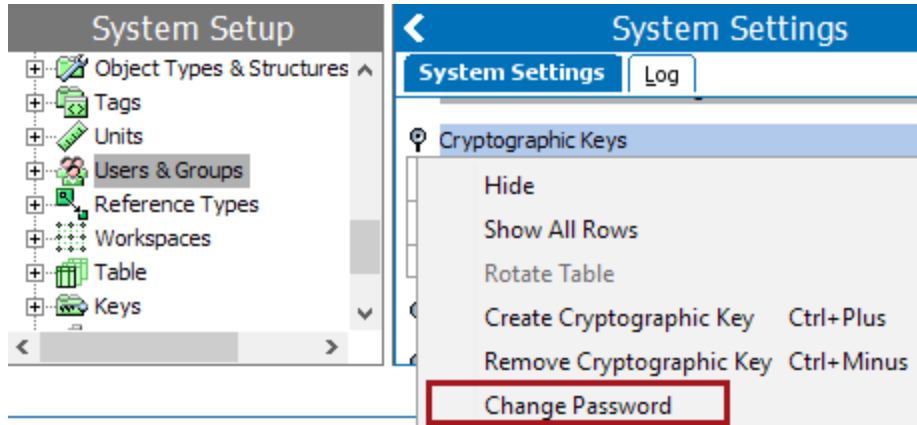 System Setup
Object Types & Structures
Tags
Units
Users & Groups
Reference Types
Workspaces
Table
Keys
System Settings
System Settings
Log
Cryptographic Keys
Hide
Show All Rows
Rotate Table
Create Cryptographic Key Ctrl+Plus
Remove Cryptographic Key Ctrl+Minus
Change Password